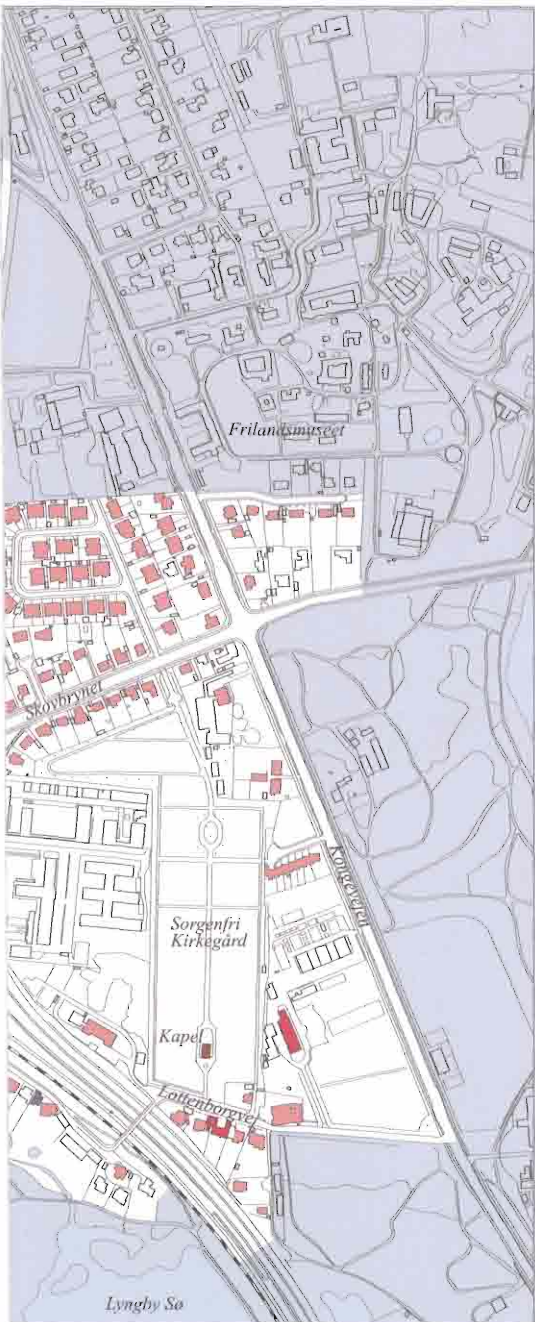 Frilandsmuseet
Skovbrynet
Kongevejen
Sorgenfri
Kirkegård
Kapel
Lottenborgvej
Lyngby Sø